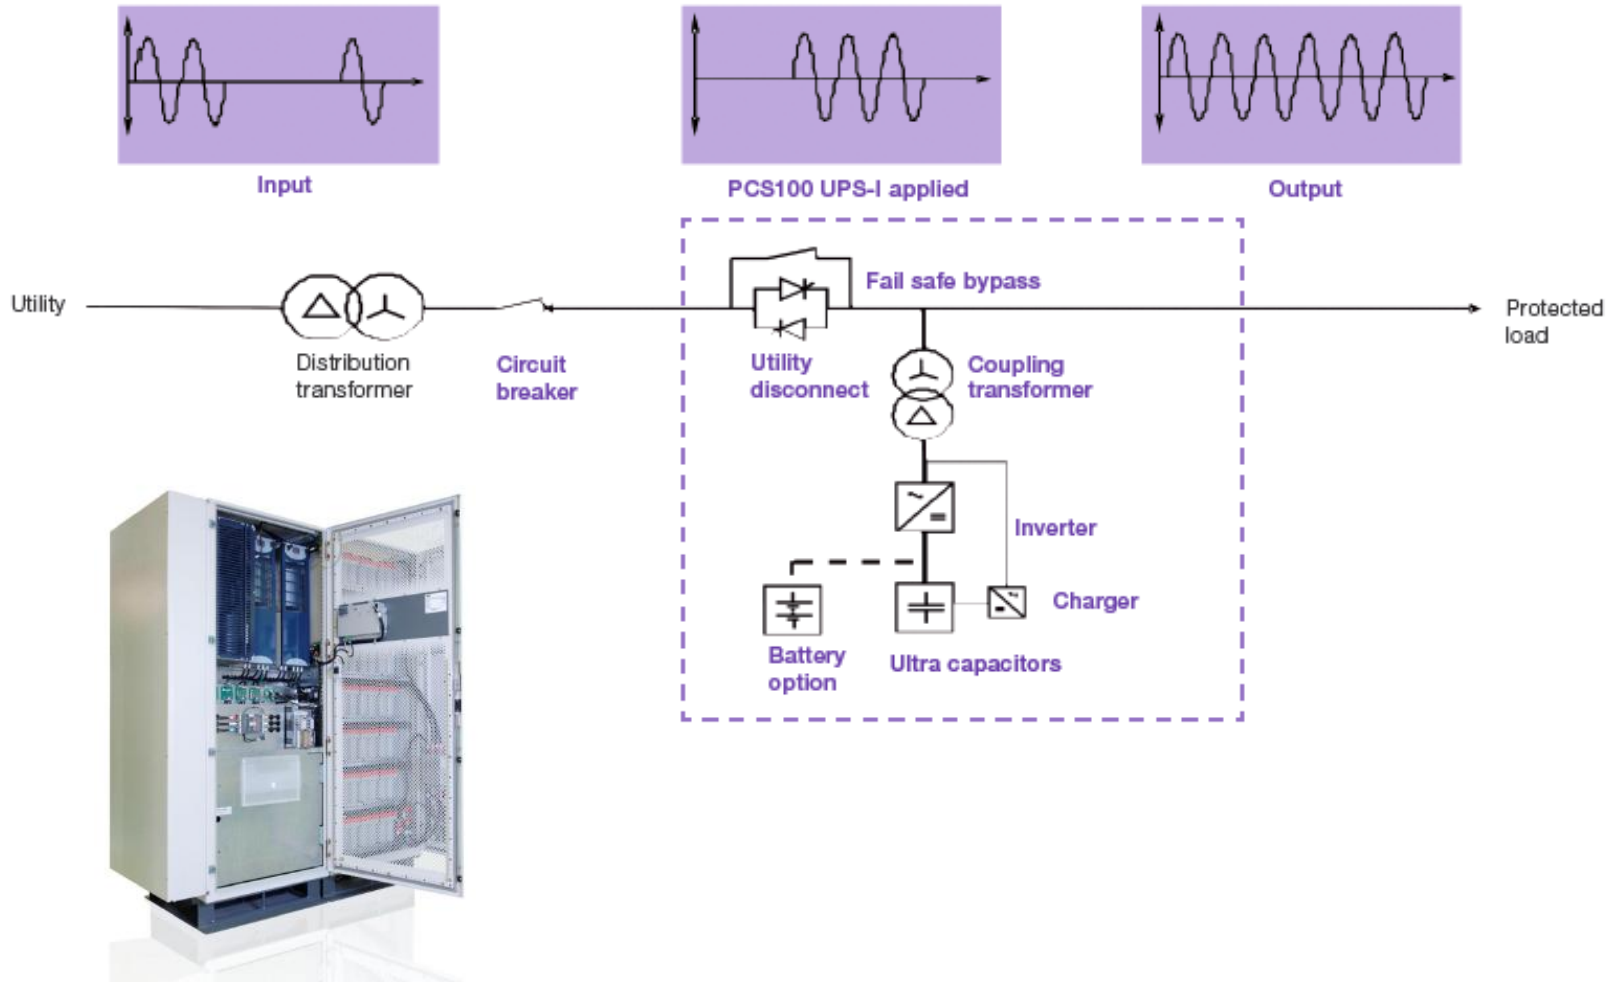 Input
PCS100 UPS-I applied
Output
Utility
Fail safe bypass
Protected
load
Distribution
transformer
Circuit
breaker
Utility
disconnect
Coupling
transformer
Inverter
Charger
Battery
option
Ultra capacitors